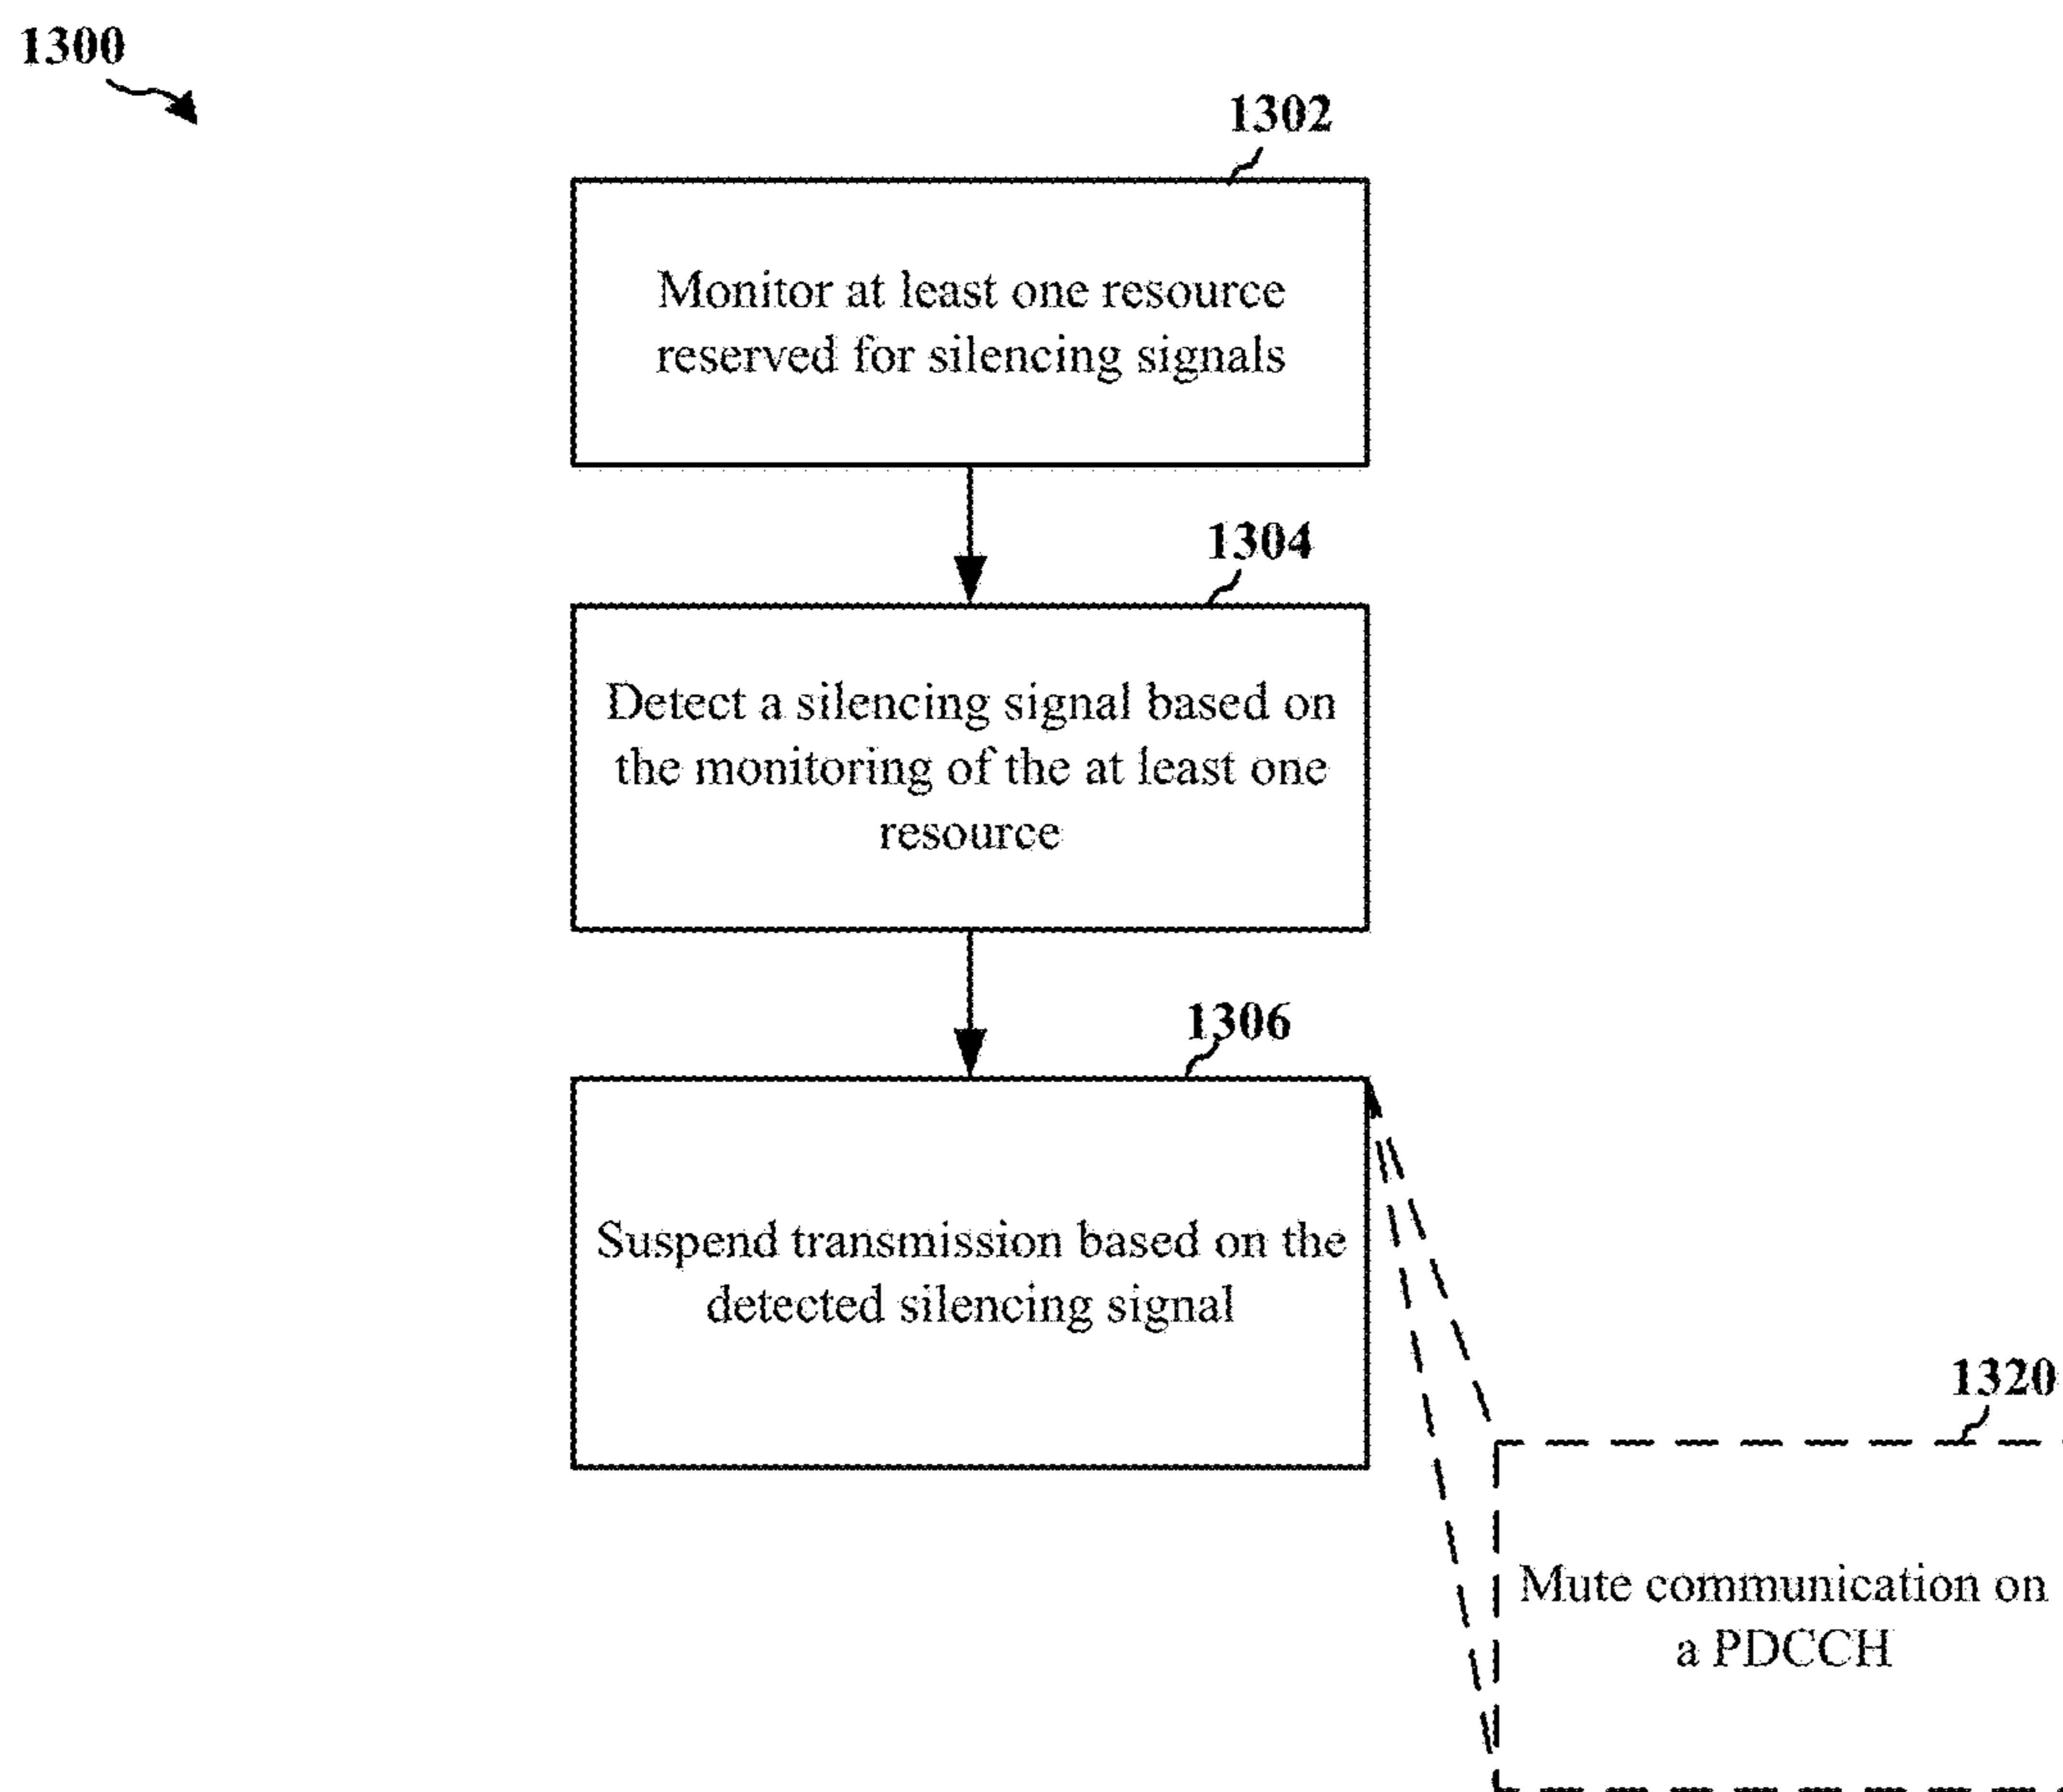 1300
1302
Monitor at least one resource
reserved for silencing signals
1304
Detect a silencing signal based on
the monitoring of the at least one
resource
1306
Suspend transmission based on the
detected silencing signal
1320
Mute communication on
a PDCCH